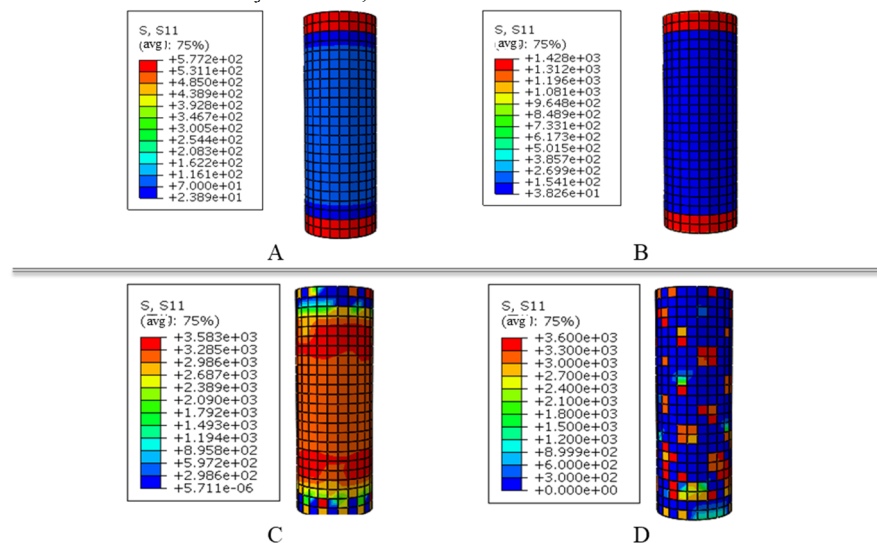 S, S11
(avg): 75%)
+5.772e+02
+5.311e+02
+4.850e+02
+4.389e+02
+3.928e+02
+3.467e+02
+3.005e+02
+2.544e+02
+2.083e+02
+1.622e+02
+1.161e+02
+7.000e+01
+2.389e+01
A
S, S11
(avg): 75%)
+1.428e+03
+1.312e+03
+1.196e+03
+1.081e+03
+9.648e+02
+8.489e+02
+7.331e+02
+6.173e+02
+5.015e+02
+3.857e+02
+2.699e+02
+1.541e+02
+3.826e+01
B
S, S11
(avg): 75%)
+3.583e+03
+3.285e+03
+2.986e+03
+2.687e+03
+2.389e+03
+2.090e+03
+1.792e+03
+1.493e+03
+1.194e+03
+8.958e+02
+5.972e+02
+2.986e+02
+5.711e-06
C
S, S11
(avg): 75%)
+3.600e+03
+3.300e+03
+3.000e+03
+2.700e+03
+2.400e+03
+2.100e+03
+1.800e+03
+1.500e+03
+1.200e+03
+8.999e+02
+6.000e+02
+3.000e+02
+0.000e+00
D